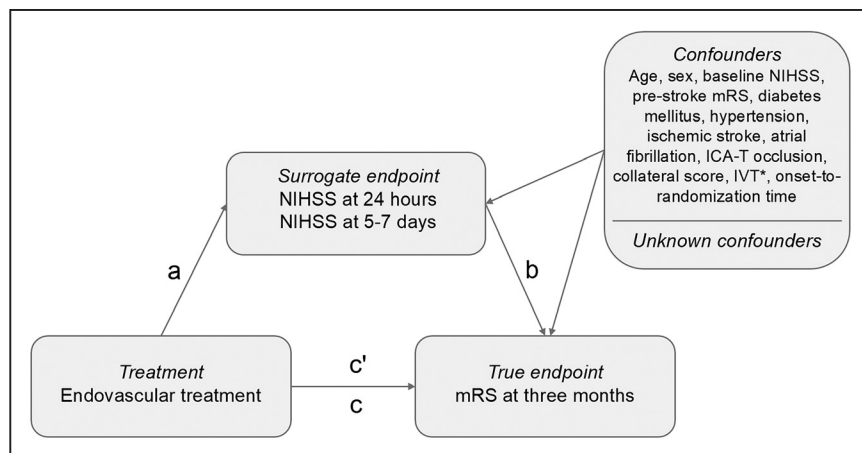 Confounders
Age, sex, baseline NIHSS,
pre-stroke mRS, diabetes
mellitus, hypertension,
ischemic stroke, atrial
fibrillation, ICA-T occlusion,
collateral score, IVT*, onset-to-
randomization time
Unknown confounders
Surrogate endpoint
NIHSS at 24 hours
NIHSS at 5-7 days
a
b
Treatment
Endovascular treatment
c'
c
True endpoint
mRS at three months